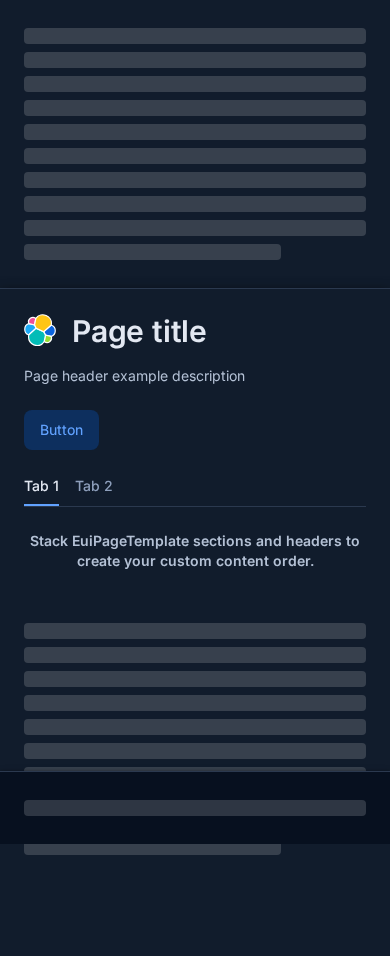 Page title
Page header example description
Button
Tab 1 Tab 2
Stack EuiPageTemplate sections and headers to
create your custom content order.